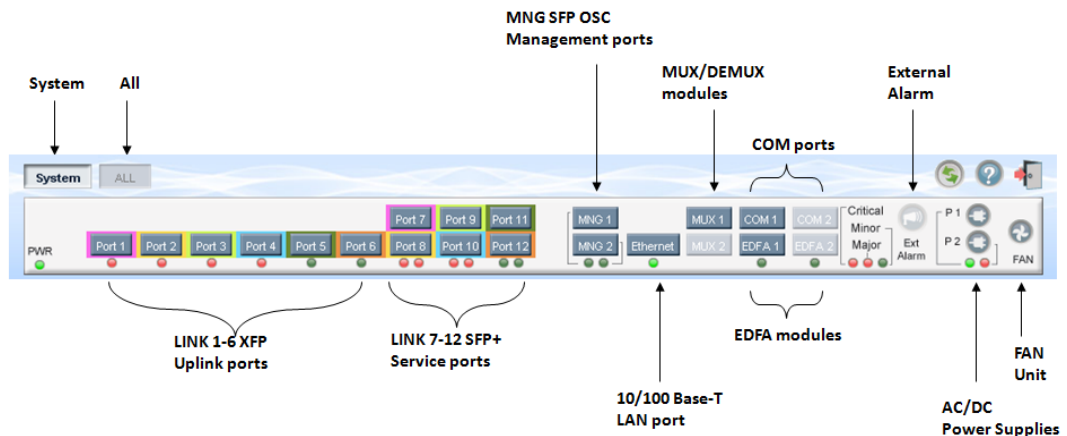 MNG SFP OSC
Management ports
System
All
MUX/DEMUX
modules
External
Alarm
COM ports
System
ALL
Port 7
Port 9
Port 11
MNG 1
MUX 1
COM 1
COM 2
Critical
Minor
Major
P 1
PWR
Port 1
Port 2
Port 3
Port 4
Port 5
Port 6
Port 8
Port 10
Port 12
MNG 2
Ethernet
MUX 2
EDFA 1
EDFA 2
Ext
Alarm
P 2
FAN
LINK 1-6 XFP
Uplink ports
LINK 7-12 SFP+
Service ports
EDFA modules
10/100 Base-T
LAN port
FAN
Unit
AC/DC
Power Supplies